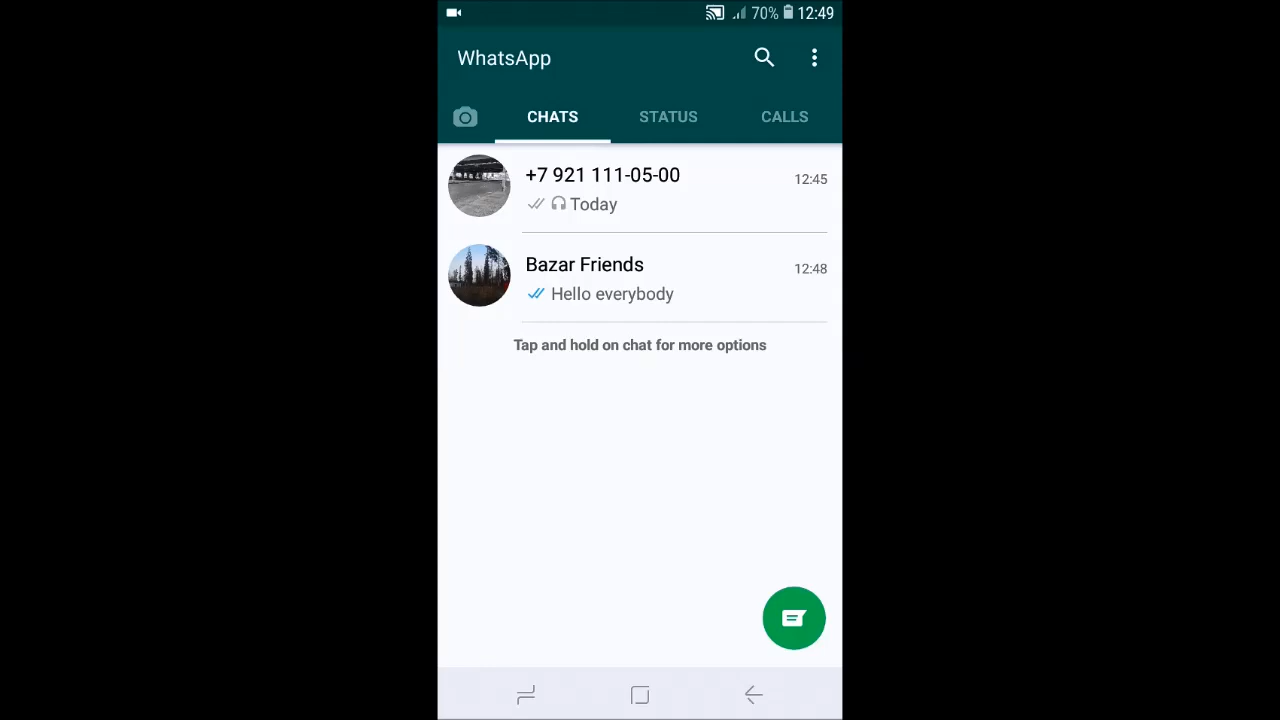 70% 12:49
WhatsApp
CHATS STATUS CALLS
+7 921 111-05-00 12:45
Today
Bazar Friends 12:48
Hello everybody
Tap and hold on chat for more options